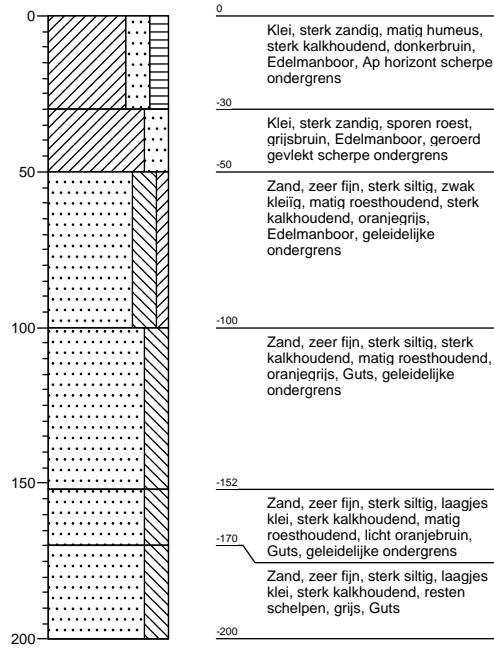 0
50
100
150
200
0
Klei, sterk zandig, matig humeus,
sterk kalkhoudend, donkerbruin,
Edelmanboor, Ap horizont scherpe
ondergrens
-30
Klei, sterk zandig, sporen roest,
grijsbruin, Edelmanboor, geroerd
gevlekt scherpe ondergrens
-50
Zand, zeer fijn, sterk siltig, zwak
kleiïg, matig roesthoudend, sterk
kalkhoudend, oranjegrijs,
Edelmanboor, geleidelijke
ondergrens
-100
Zand, zeer fijn, sterk siltig, sterk
kalkhoudend, matig roesthoudend,
oranjegrijs, Guts, geleidelijke
ondergrens
-152
Zand, zeer fijn, sterk siltig, laagjes
klei, sterk kalkhoudend, matig
roesthoudend, licht oranjebruin,
Guts, geleidelijke ondergrens
-170
Zand, zeer fijn, sterk siltig, laagjes
klei, sterk kalkhoudend, resten
schelpen, grijs, Guts
-200